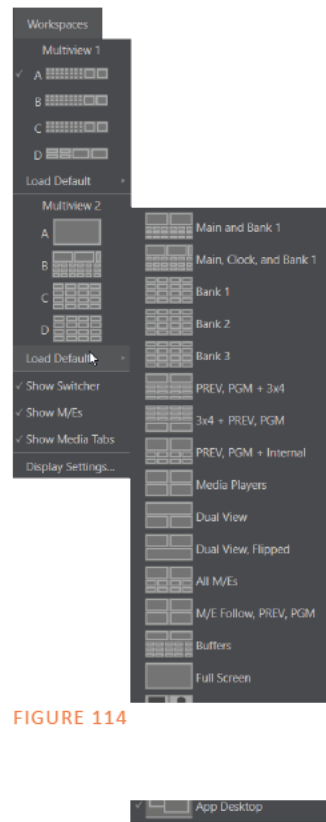 Workspaces
Multiview 1
✓ A
B
C
D
Load Default
Multiview 2
A
B
C
D
Load Default
✓ Show Switcher
✓ Show M/Es
✓ Show Media Tabs
Display Settings...
Main and Bank 1
Main, Clock, and Bank 1
Bank 1
Bank 2
Bank 3
PREV, PGM + 3x4
3x4 + PREV, PGM
PREV, PGM + Internal
Media Players
Dual View
Dual View, Flipped
All M/Es
M/E Follow, PREV, PGM
Buffers
Full Screen
FIGURE 114
✓ App Desktop